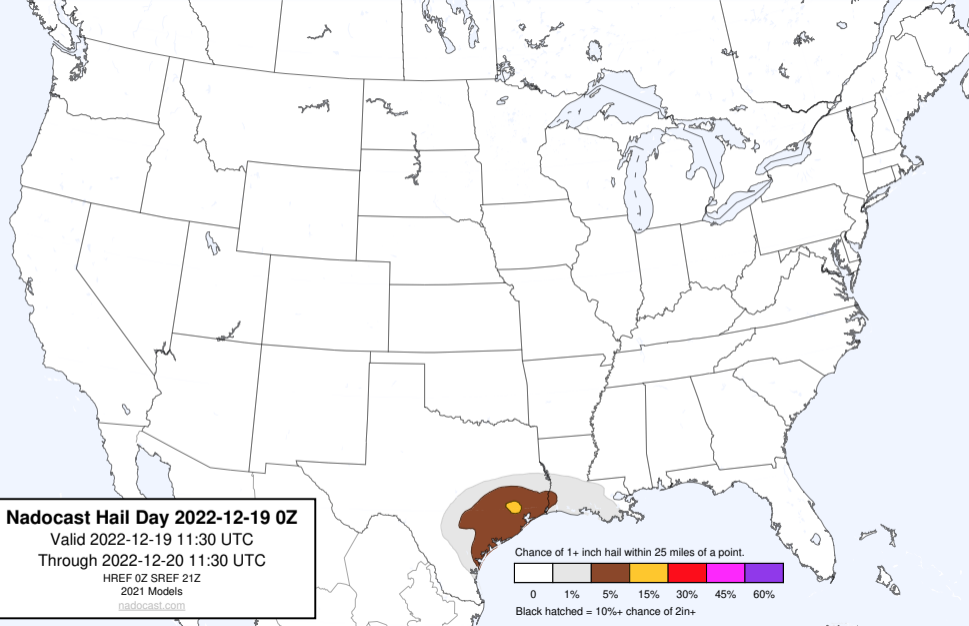 Nadocast Hail Day 2022-12-19 0Z
Valid 2022-12-19 11:30 UTC
Through 2022-12-20 11:30 UTC
HREF 0Z SREF 21Z
2021 Models
nadocast.com
Chance of 1+ inch hail within 25 miles of a point.
0 1% 5% 15% 30% 45% 60%
Black hatched = 10%+ chance of 2in+